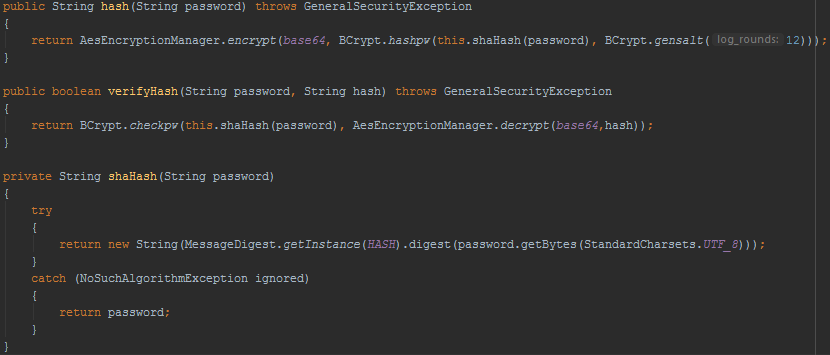 public String hash(String password) throws GeneralSecurityException
{
return AesEncryptionManager.encrypt(base64, BCrypt.hashpw(this.shaHash(password), BCrypt.gensalt( log_rounds: 12)));
}
public boolean verifyHash(String password, String hash) throws GeneralSecurityException
{
return BCrypt.checkpw(this.shaHash(password), AesEncryptionManager.decrypt(base64,hash));
}
private String shaHash(String password)
{
try
{
return new String(MessageDigest.getInstance(HASH).digest(password.getBytes(StandardCharsets.UTF_8)));
}
catch (NoSuchAlgorithmException ignored)
{
return password;
}
}